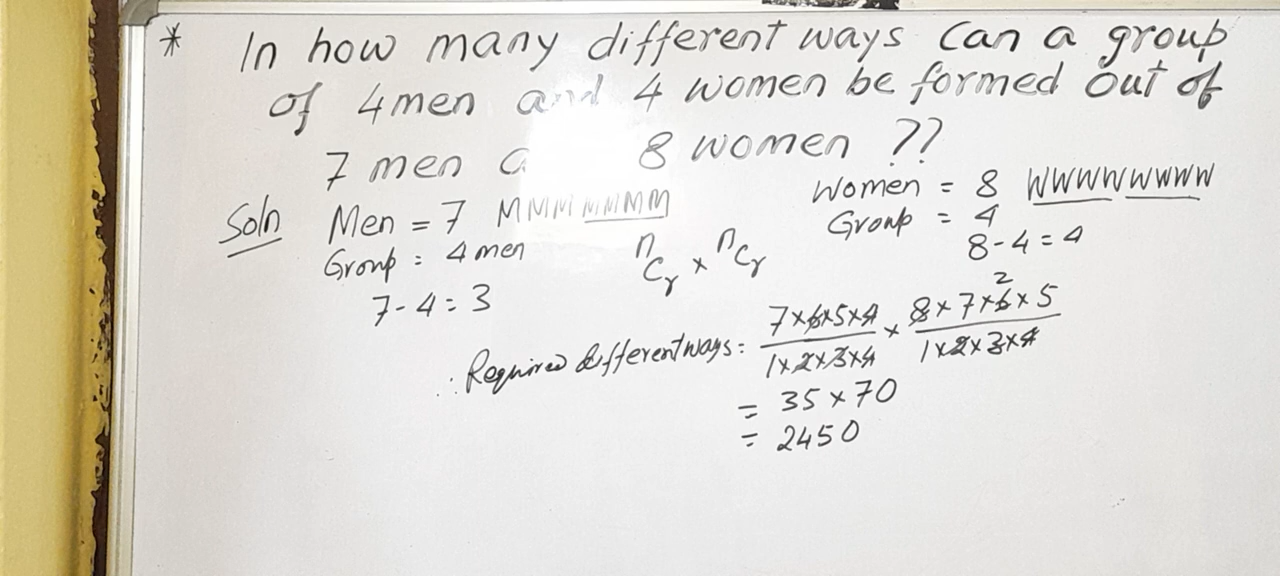 * In how many different ways can a group
of 4 men and 4 women be formed out of
7 men a 8 women ??
Soln Men = 7 MMMMMMM
Group : 4 men
7-4=3
Women = 8 WWWWWWWW
Group = 4
8-4=4
nCr × nCr
∴ Required different ways = 7×6×5×4/1×2×3×4 × 8×7×6×5/1×2×3×4 2
= 35 × 70
= 2450